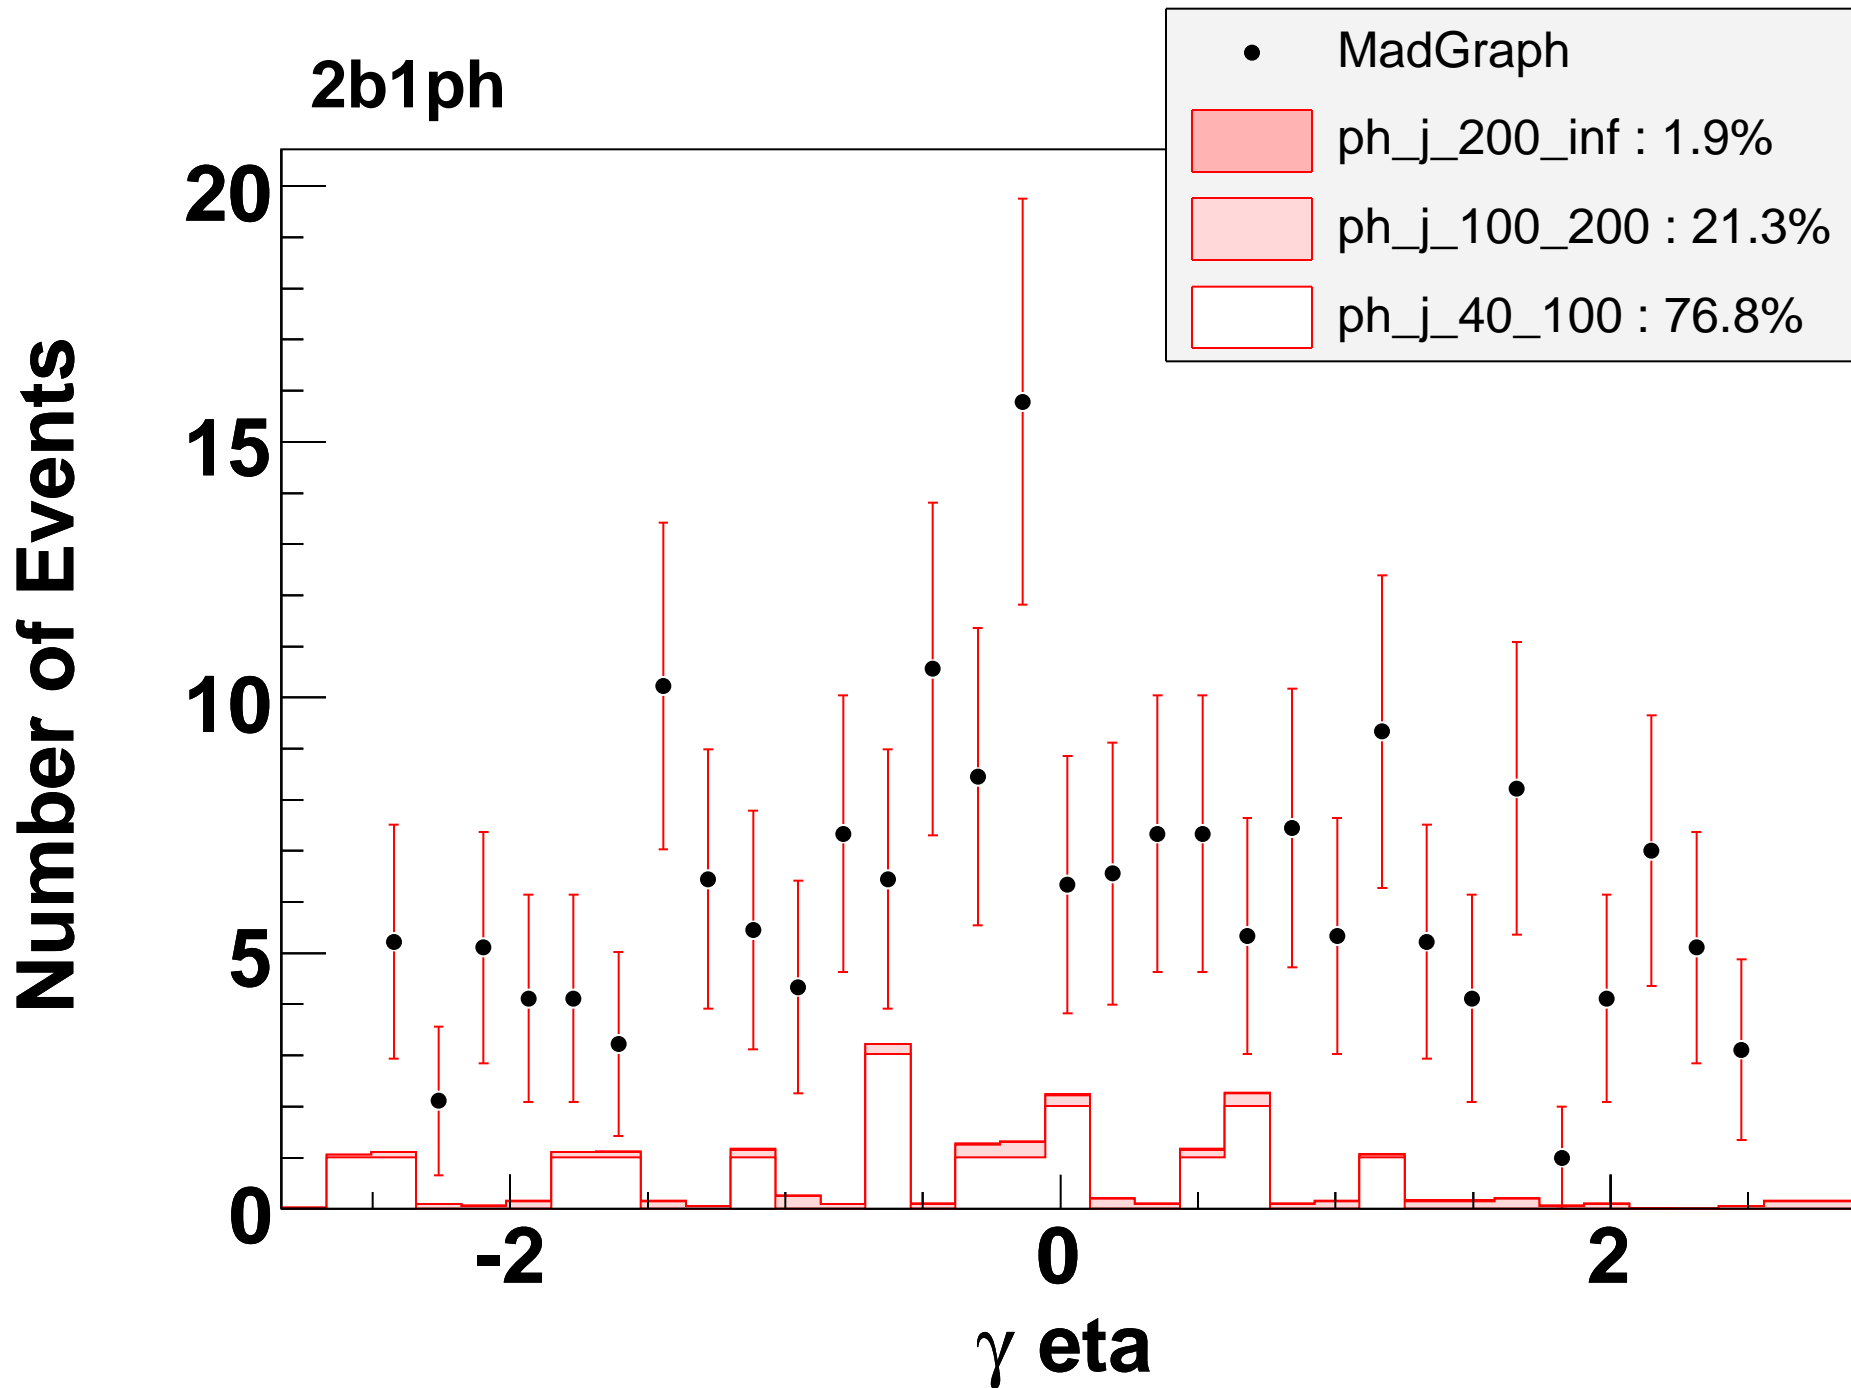 2b1ph
MadGraph
ph_j_200_inf : 1.9%
ph_j_100_200 : 21.3%
ph_j_40_100 : 76.8%
Number of Events
20
15
10
5
0
-2 0 2
γ eta